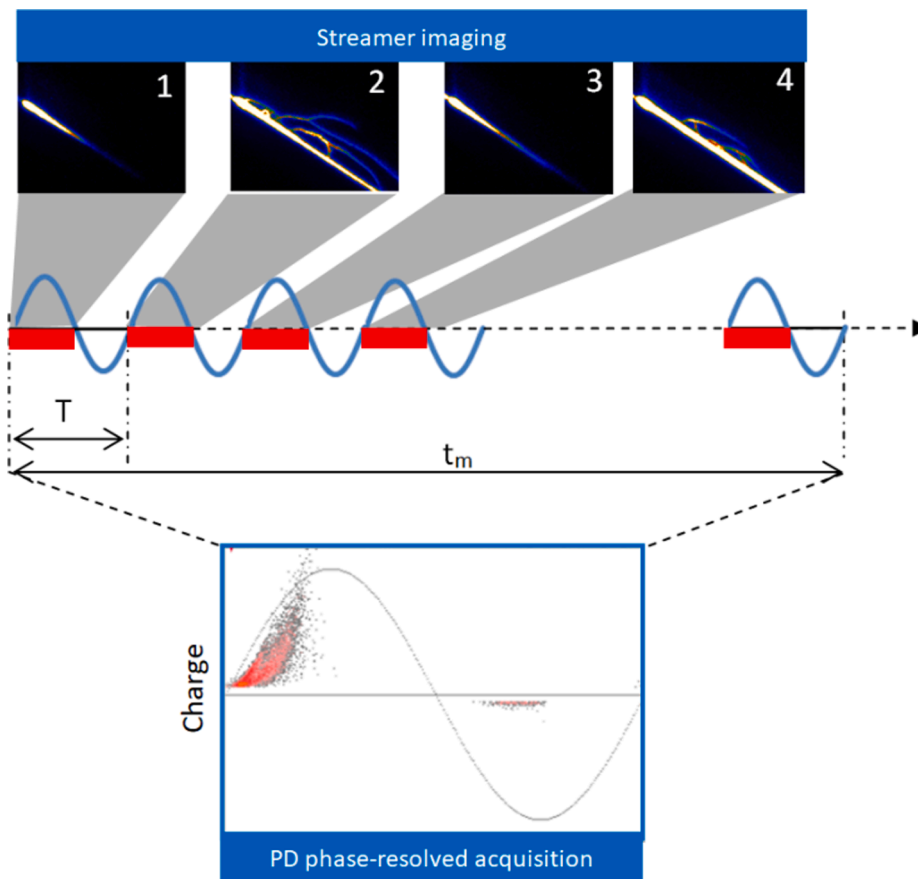 Streamer imaging
1
2
3
4
T
tm
Charge
PD phase-resolved acquisition